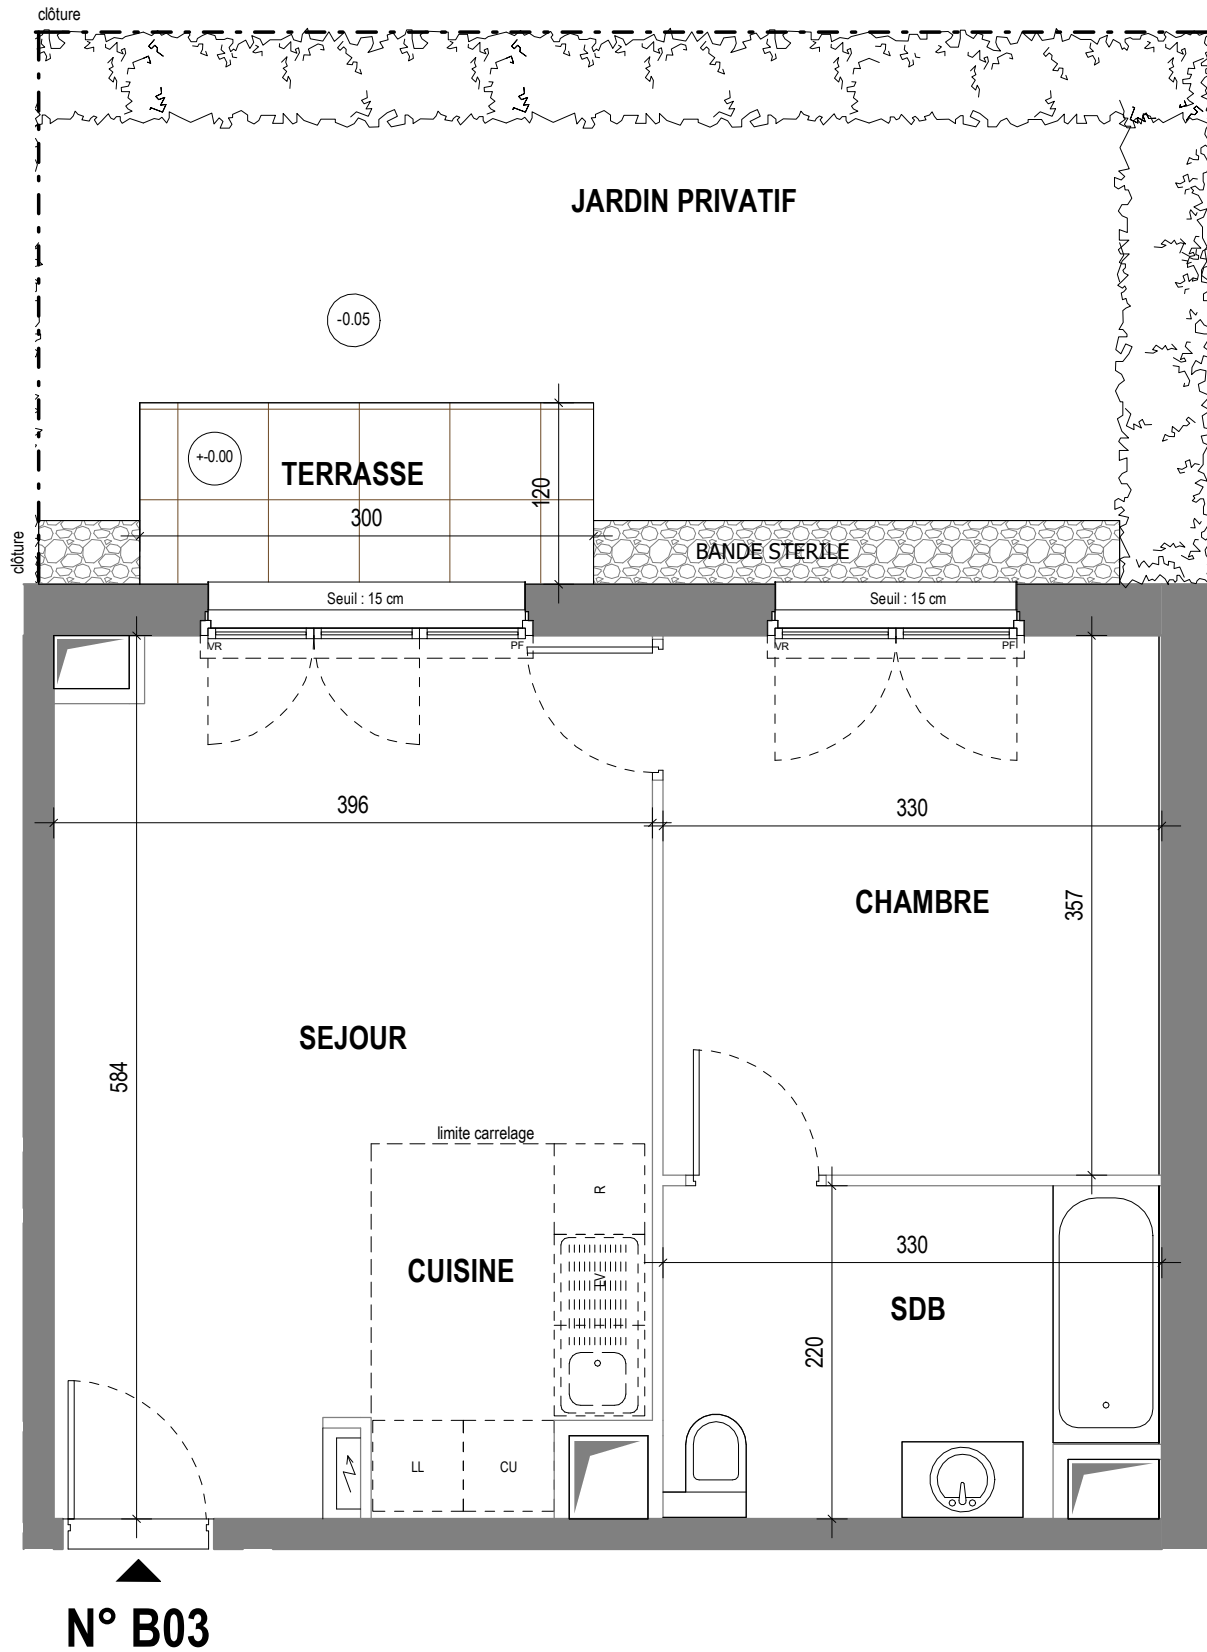 clôture
JARDIN PRIVATIF
-0.05
+-0.00
TERRASSE
120
300
clôture
BANDE STERILE
Seuil : 15 cm
Seuil : 15 cm
VR
PF
VR
PF
396
330
CHAMBRE
357
SEJOUR
584
limite carrelage
R
CUISINE
LV
330
SDB
220
LL
CU
N° B03